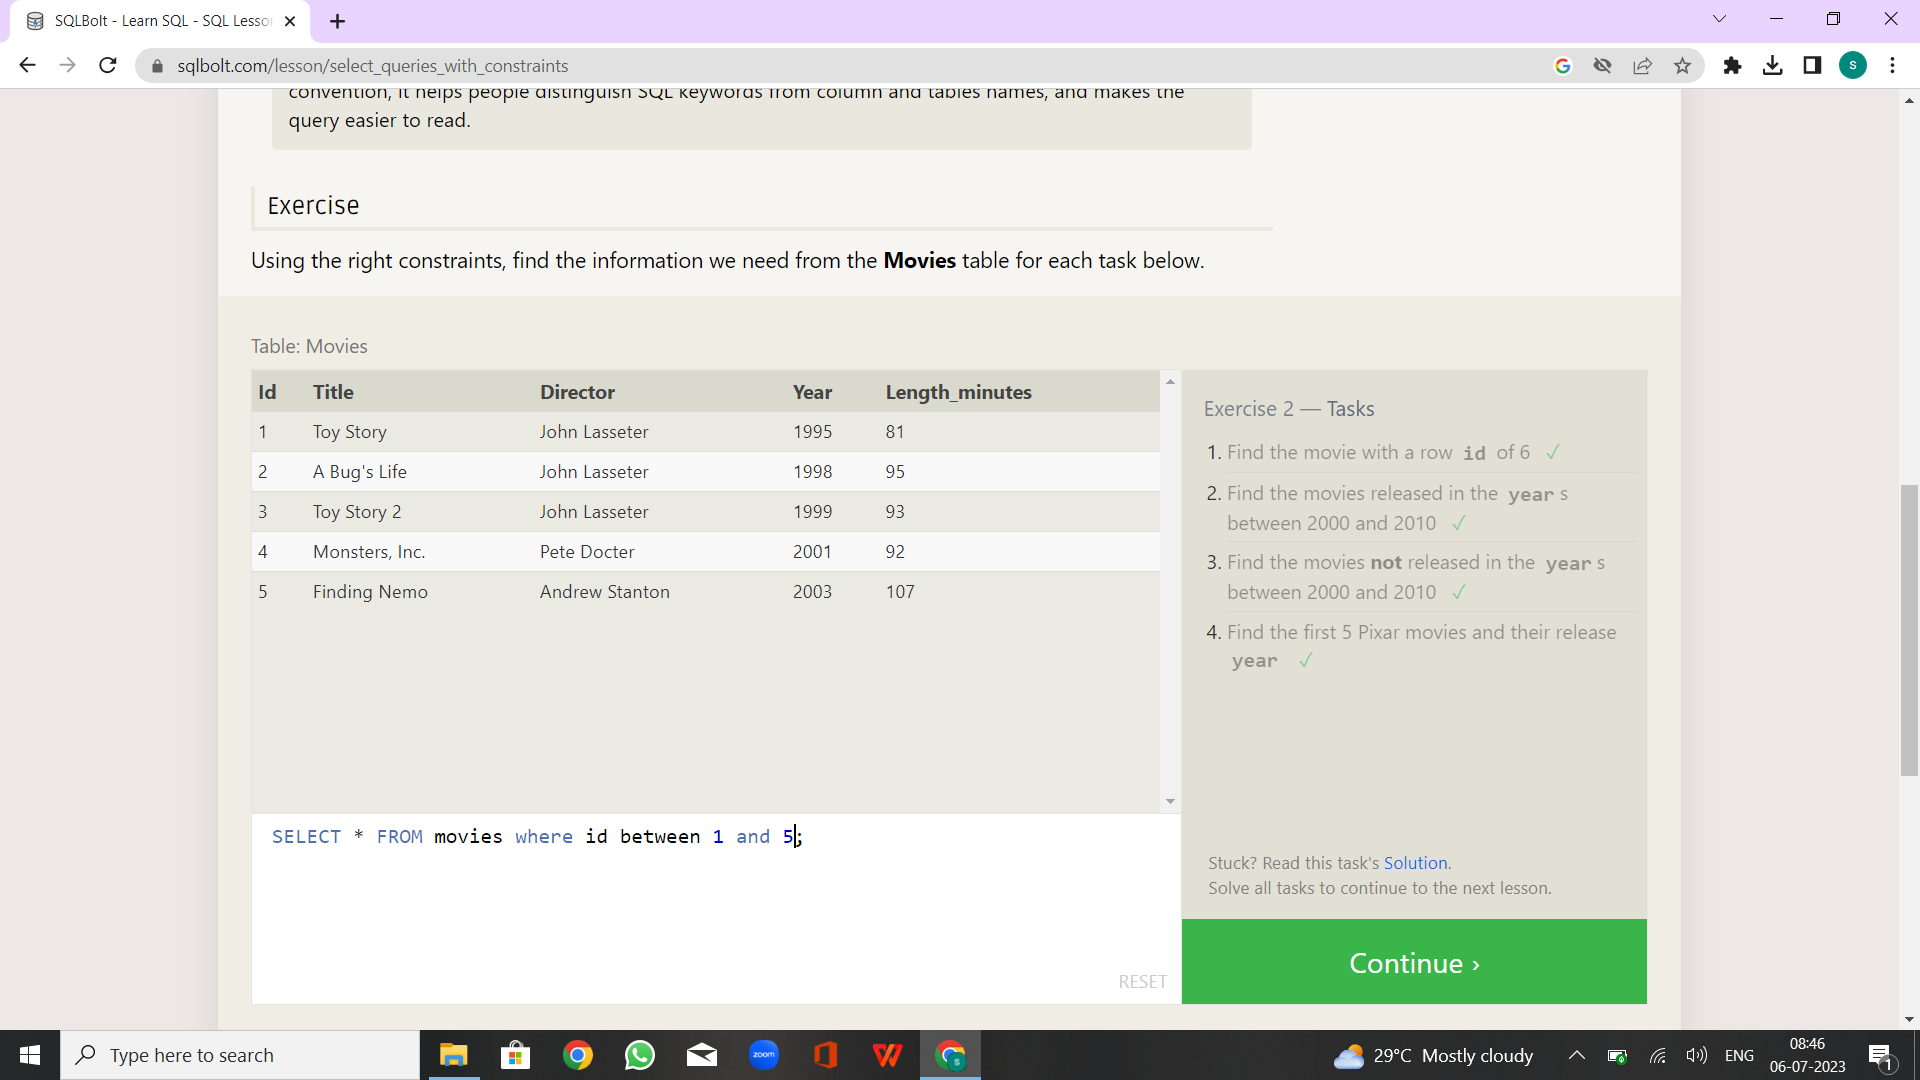 SQLBolt - Learn SQL - SQL Lesson
sqlbolt.com/lesson/select_queries_with_constraints
S
convention, it helps people distinguish SQL keywords from column and tables names, and makes the
query easier to read.
Exercise
Using the right constraints, find the information we need from the Movies table for each task below.
Table: Movies
Id Title Director Year Length_minutes
1 Toy Story John Lasseter 1995 81
2 A Bug's Life John Lasseter 1998 95
3 Toy Story 2 John Lasseter 1999 93
4 Monsters, Inc. Pete Docter 2001 92
5 Finding Nemo Andrew Stanton 2003 107
SELECT * FROM movies where id between 1 and 5;
RESET
Exercise 2 — Tasks
1. Find the movie with a row id of 6 ✓
2. Find the movies released in the year s
between 2000 and 2010 ✓
3. Find the movies not released in the year s
between 2000 and 2010 ✓
4. Find the first 5 Pixar movies and their release
year ✓
Stuck? Read this task's Solution.
Solve all tasks to continue to the next lesson.
Continue ›
Type here to search
zoom
S
29°C Mostly cloudy
ENG
08:46
06-07-2023
1